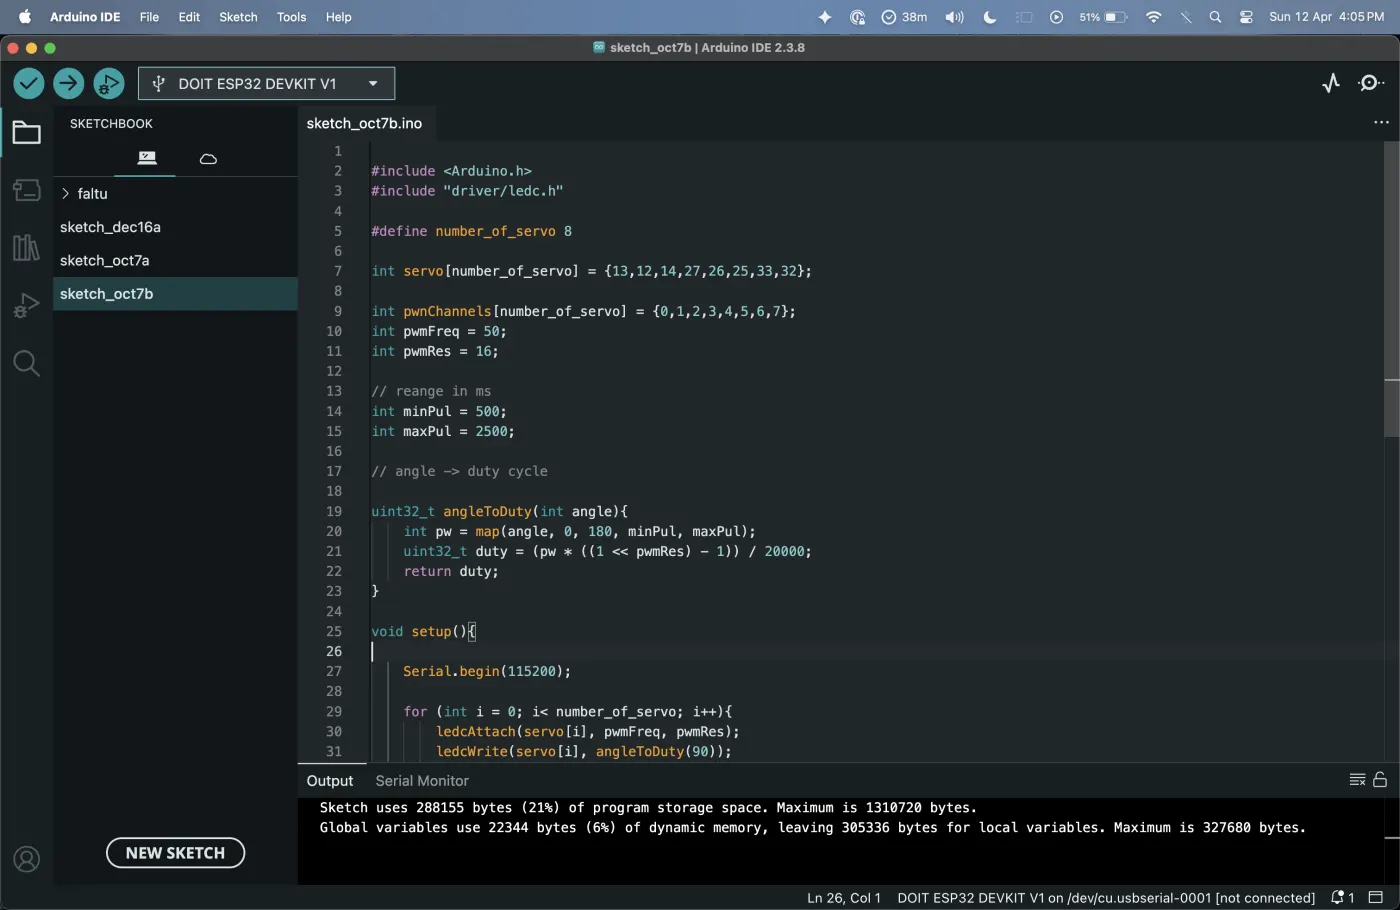 Arduino IDE File Edit Sketch Tools Help 38m 51% Sun 12 Apr 4:05 PM
sketch_oct7b | Arduino IDE 2.3.8
DOIT ESP32 DEVKIT V1
SKETCHBOOK
faltu
sketch_dec16a
sketch_oct7a
sketch_oct7b
NEW SKETCH
sketch_oct7b.ino
1
2 #include <Arduino.h>
3 #include "driver/ledc.h"
4
5 #define number_of_servo 8
6
7 int servo[number_of_servo] = {13,12,14,27,26,25,33,32};
8
9 int pwnChannels[number_of_servo] = {0,1,2,3,4,5,6,7};
10 int pwmFreq = 50;
11 int pwmRes = 16;
12
13 // reange in ms
14 int minPul = 500;
15 int maxPul = 2500;
16
17 // angle -> duty cycle
18
19 uint32_t angleToDuty(int angle){
20 int pw = map(angle, 0, 180, minPul, maxPul);
21 uint32_t duty = (pw * ((1 << pwmRes) - 1)) / 20000;
22 return duty;
23 }
24
25 void setup(){
26
27 Serial.begin(115200);
28
29 for (int i = 0; i< number_of_servo; i++){
30 ledcAttach(servo[i], pwmFreq, pwmRes);
31 ledcWrite(servo[i], angleToDuty(90));
Output Serial Monitor
Sketch uses 288155 bytes (21%) of program storage space. Maximum is 1310720 bytes.
Global variables use 22344 bytes (6%) of dynamic memory, leaving 305336 bytes for local variables. Maximum is 327680 bytes.
Ln 26, Col 1 DOIT ESP32 DEVKIT V1 on /dev/cu.usbserial-0001 [not connected] 1